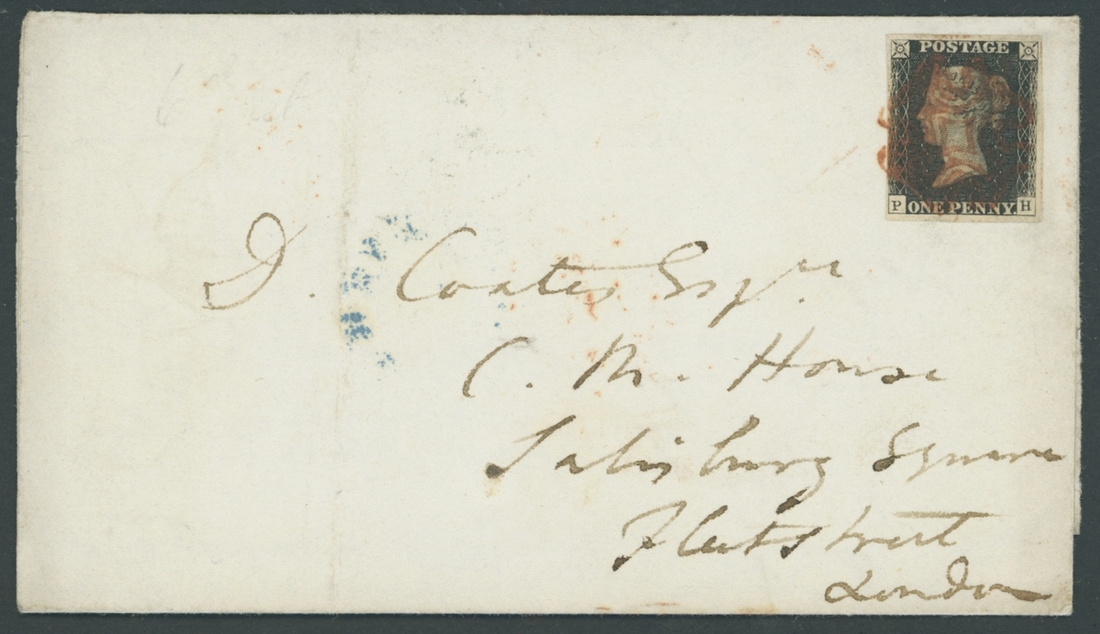 POSTAGE
P ONE PENNY. H
D. Coates Esqre
C. M. House
Salisbury Square
Fleet Street
London